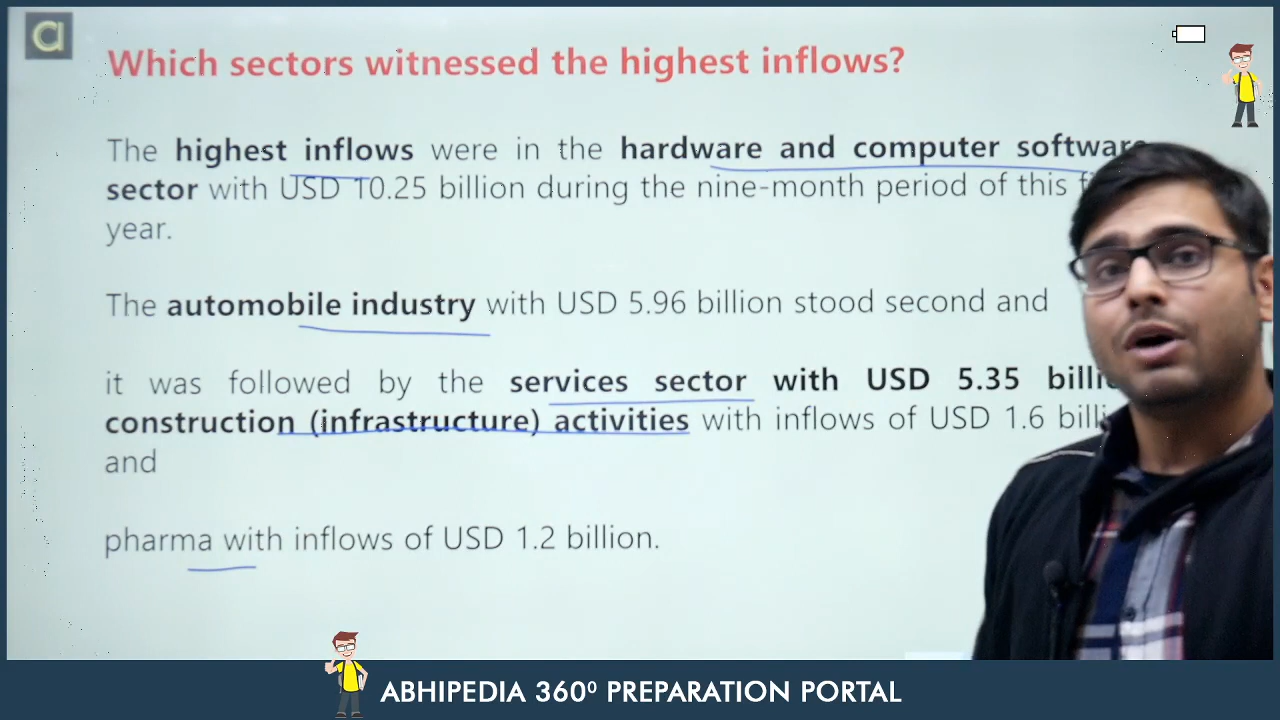 a
Which sectors witnessed the highest inflows?
The highest inflows were in the hardware and computer software
sector with USD 10.25 billion during the nine-month period of this
year.
The automobile industry with USD 5.96 billion stood second and
it was followed by the services sector with USD 5.35
construction (infrastructure) activities with inflows of USD 1.6
and
pharma with inflows of USD 1.2 billion.
ABHIPEDIA 360⁰ PREPARATION PORTAL